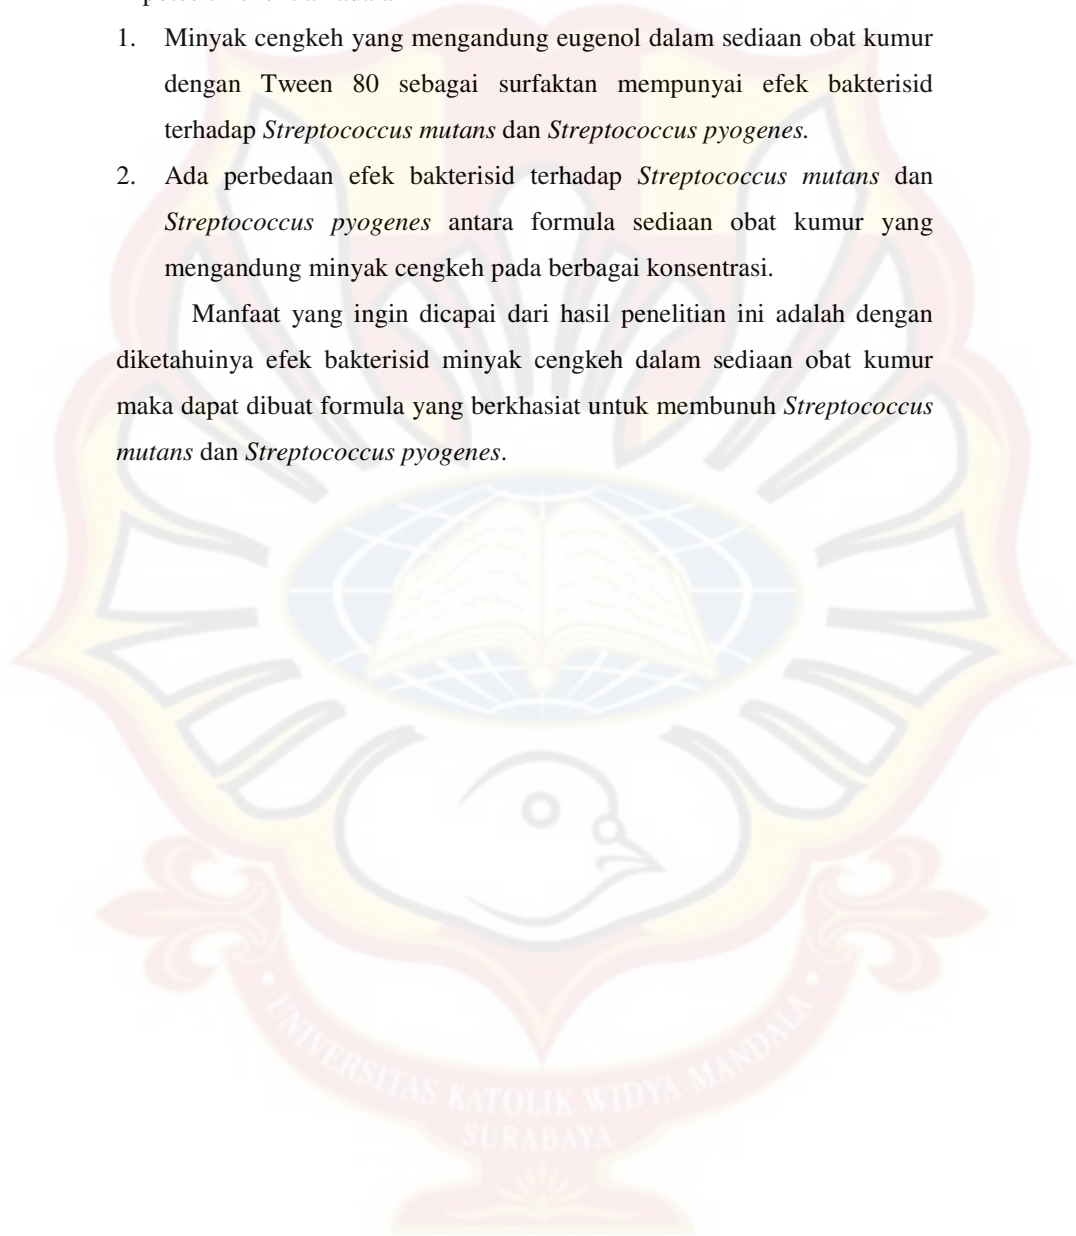 1. Minyak cengkeh yang mengandung eugenol dalam sediaan obat kumur
dengan Tween 80 sebagai surfaktan mempunyai efek bakterisid
terhadap Streptococcus mutans dan Streptococcus pyogenes.
2. Ada perbedaan efek bakterisid terhadap Streptococcus mutans dan
Streptococcus pyogenes antara formula sediaan obat kumur yang
mengandung minyak cengkeh pada berbagai konsentrasi.
Manfaat yang ingin dicapai dari hasil penelitian ini adalah dengan
diketahuinya efek bakterisid minyak cengkeh dalam sediaan obat kumur
maka dapat dibuat formula yang berkhasiat untuk membunuh Streptococcus
mutans dan Streptococcus pyogenes.
• UNIVERSITAS KATOLIK WIDYA MANDALA •
SURABAYA